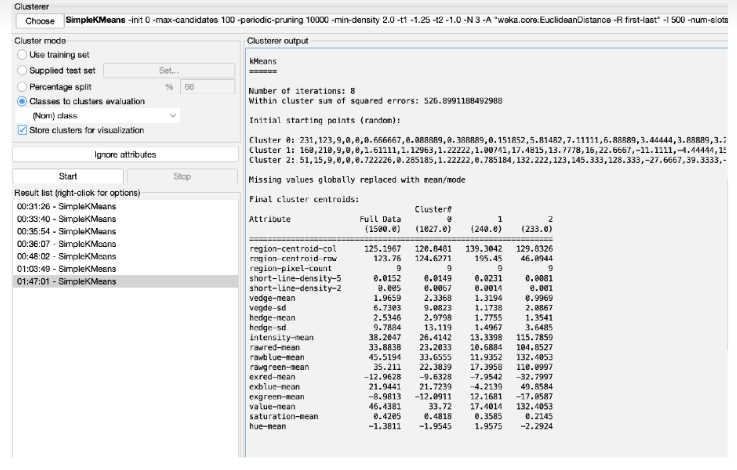 Clusterer
Choose SimpleKMeans -init 0 -max-candidates 100 -periodic-pruning 10000 -min-density 2.0 -t1 -1.25 -t2 -1.0 -N 3 -A "weka.core.EuclideanDistance -R first-last" -I 500 -num-slots
Cluster mode
Use training set
Supplied test set Set...
Percentage split % 66
Classes to clusters evaluation
(Nom) class
Store clusters for visualization
Ignore attributes
Start Stop
Result list (right-click for options)
00:31:26 - SimpleKMeans
00:33:40 - SimpleKMeans
00:35:54 - SimpleKMeans
00:36:07 - SimpleKMeans
00:48:02 - SimpleKMeans
01:03:49 - SimpleKMeans
01:47:01 - SimpleKMeans
Clusterer output
kMeans
======
Number of iterations: 8
Within cluster sum of squared errors: 526.8991188492988
Initial starting points (random):
Cluster 0: 231,123,9,0,0,0.666667,0.088889,0.388889,0.151852,5.81482,7.11111,6.88889,3.44444,3.88889,3.2
Cluster 1: 160,210,9,0,0,1.61111,1.12963,1.22222,1.00741,17.4815,13.7778,16,22.6667,-11.1111,-4.44444,15
Cluster 2: 51,15,9,0,0,0.722226,0.285185,1.22222,0.785184,132.222,123,145.333,128.333,-27.6667,39.3333,-
Missing values globally replaced with mean/mode
Final cluster centroids:
Cluster#
Attribute Full Data 0 1 2
(1500.0) (1027.0) (240.0) (233.0)
==================================================================
region-centroid-col 125.1967 120.8481 139.3042 129.8326
region-centroid-row 123.76 124.6271 195.45 46.0944
region-pixel-count 9 9 9 9
short-line-density-5 0.0152 0.0149 0.0231 0.0081
short-line-density-2 0.005 0.0067 0.0014 0.001
vedge-mean 1.9659 2.3368 1.3194 0.9969
vegde-sd 6.7303 9.0823 1.1738 2.0867
hedge-mean 2.5346 2.9798 1.7755 1.3541
hedge-sd 9.7884 13.119 1.4967 3.6485
intensity-mean 38.2047 26.4142 13.3398 115.7859
rawred-mean 33.8838 23.2033 10.6884 104.8527
rawblue-mean 45.5194 33.6555 11.9352 132.4053
rawgreen-mean 35.211 22.3839 17.3958 110.0997
exred-mean -12.9628 -9.6328 -7.9542 -32.7997
exblue-mean 21.9441 21.7239 -4.2139 49.8584
exgreen-mean -8.9813 -12.0911 12.1681 -17.0587
value-mean 46.4381 33.72 17.4014 132.4053
saturation-mean 0.4205 0.4818 0.3585 0.2145
hue-mean -1.3811 -1.9545 1.9575 -2.2924